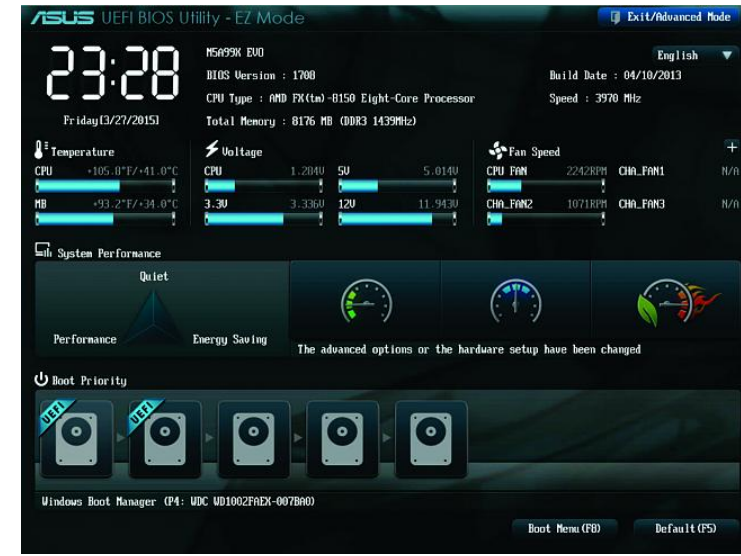 ASUS UEFI BIOS Utility - EZ Mode
Exit/Advanced Mode
23:28
Friday[3/27/2015]
M5A99X EVO
English
BIOS Version : 1708
Build Date : 04/10/2013
CPU Type : AMD FX(tm)-8150 Eight-Core Processor
Speed : 3970 MHz
Total Memory : 8176 MB (DDR3 1439MHz)
Temperature
CPU +105.8°F/+41.0°C
MB +93.2°F/+34.0°C
Voltage
CPU 1.284V 5V 5.014V
3.3V 3.336V 12V 11.943V
Fan Speed
CPU FAN 2242RPM CHA_FAN1 N/A
CHA_FAN2 1071RPM CHA_FAN3 N/A
System Performance
Quiet
Performance
Energy Saving
The advanced options or the hardware setup have been changed
Boot Priority
UEFI
UEFI
Windows Boot Manager (P4: WDC WD1002FAEX-007BA0)
Boot Menu(F8)
Default(F5)